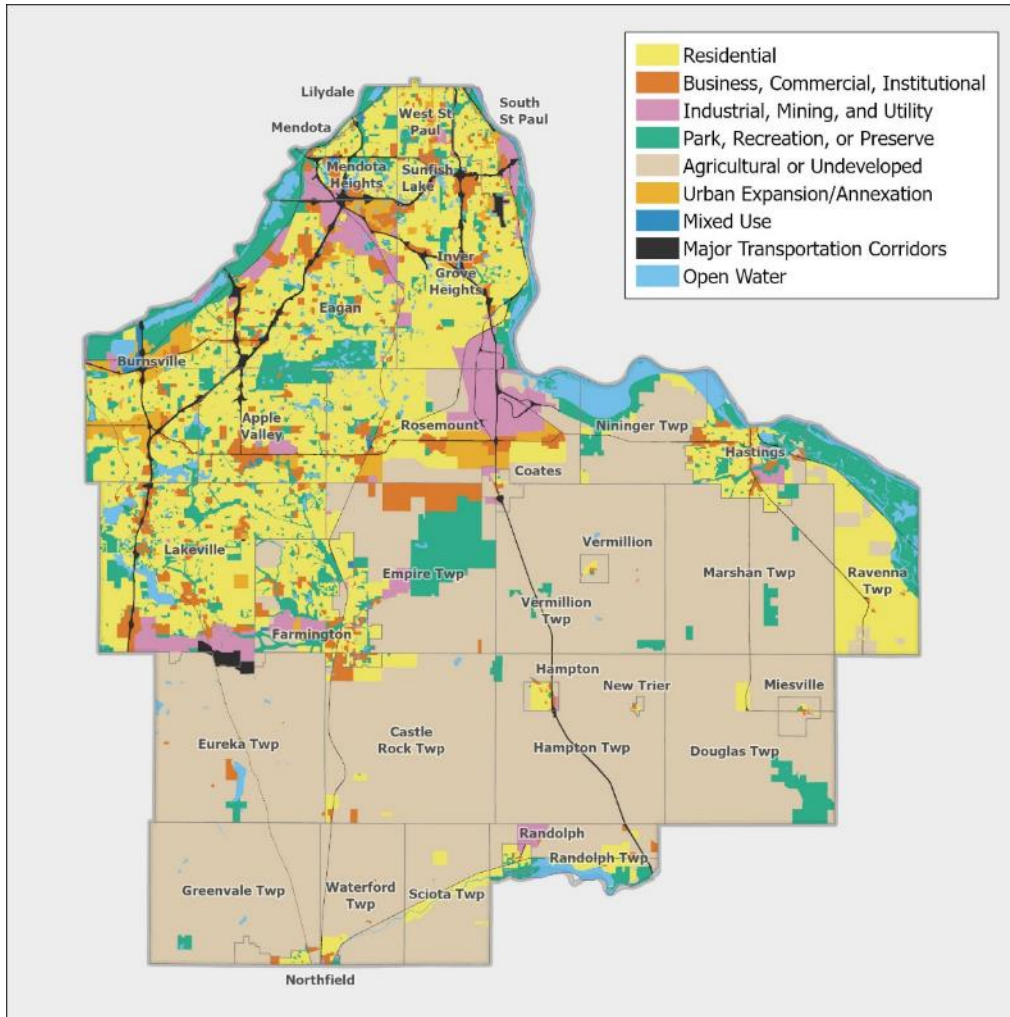 Residential
Business, Commercial, Institutional
Industrial, Mining, and Utility
Park, Recreation, or Preserve
Agricultural or Undeveloped
Urban Expansion/Annexation
Mixed Use
Major Transportation Corridors
Open Water
Lilydale
Mendota
West St
Paul
South
St Paul
Mendota
Heights
Sunfish
Lake
Inver
Grove
Heights
Eagan
Burnsville
Apple
Valley
Rosemount
Nininger Twp
Coates
Hastings
Lakeville
Empire Twp
Vermillion
Vermillion
Twp
Marshan Twp
Ravenna
Twp
Farmington
Hampton
New Trier
Miesville
Eureka Twp
Castle
Rock Twp
Hampton Twp
Douglas Twp
Randolph
Randolph Twp
Greenvale Twp
Waterford
Twp
Sciota Twp
Northfield